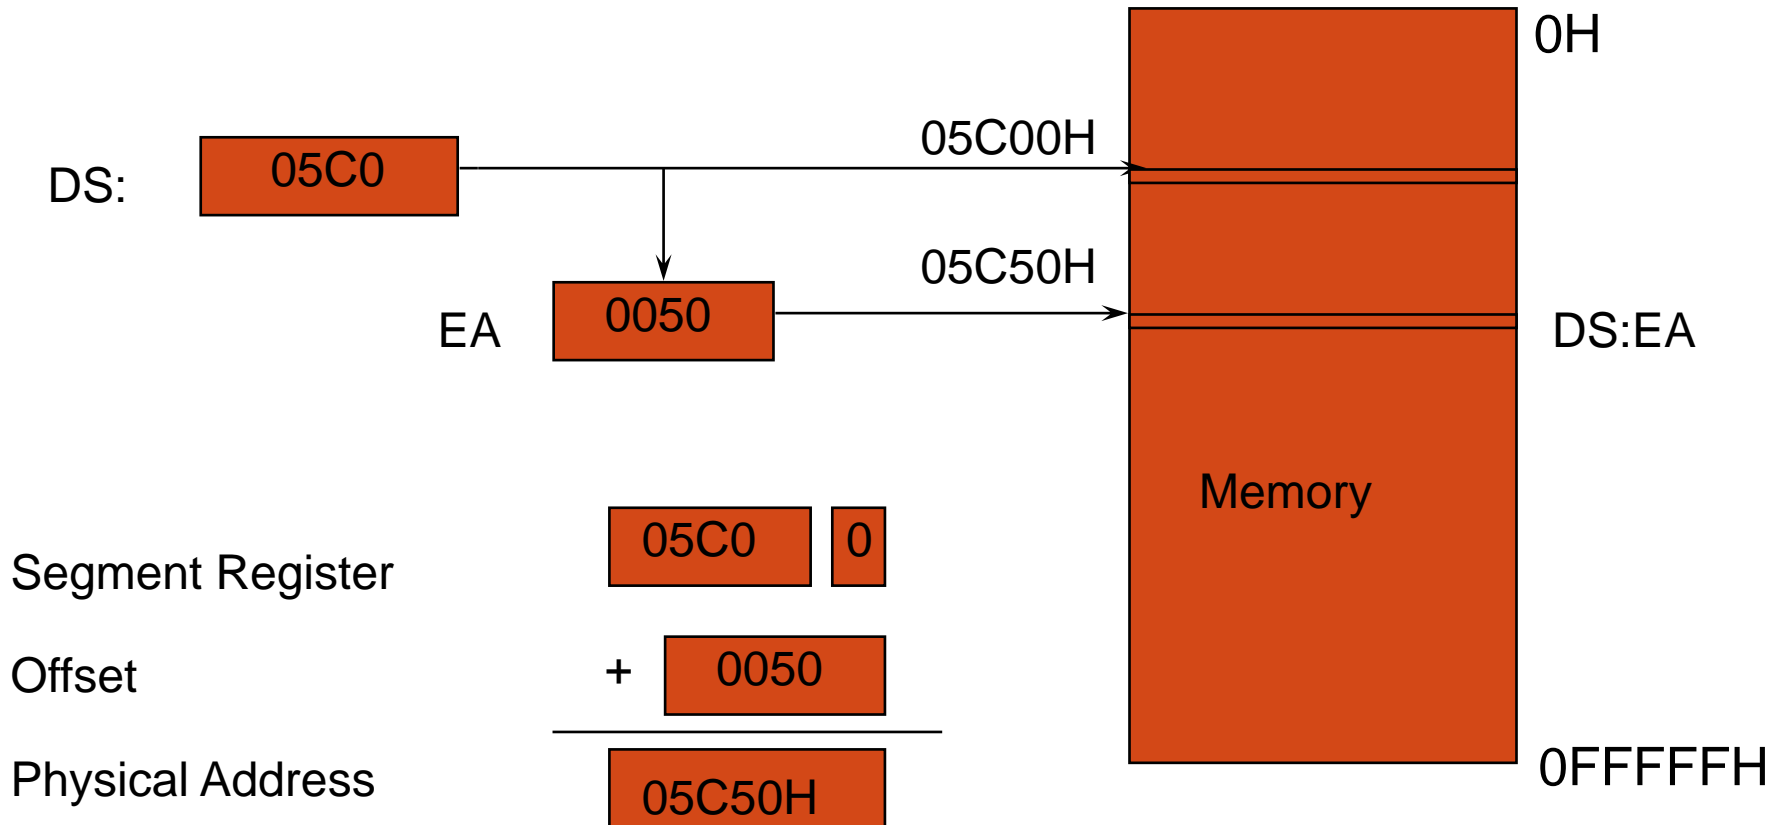 0H
05C00H
DS: 05C0
05C50H
EA 0050 DS:EA
Memory
Segment Register 05C0 0
Offset + 0050
Physical Address 05C50H
0FFFFFH